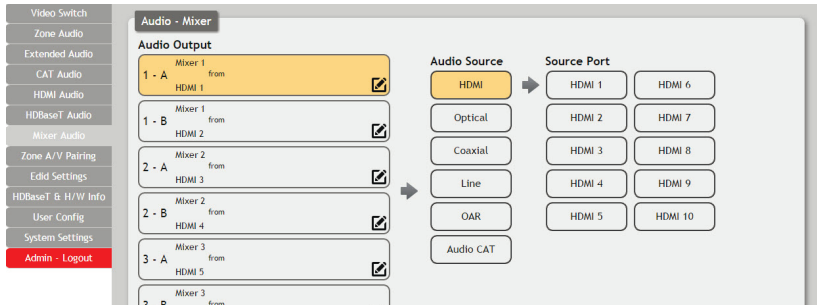 Video Switch
Zone Audio
Extended Audio
CAT Audio
HDMI Audio
HDBaseT Audio
Mixer Audio
Zone A/V Pairing
Edid Settings
HDBaseT & H/W Info
User Config
System Settings
Admin - Logout
Audio - Mixer
Audio Output
Mixer 1
1 - A from
HDMI 1
Mixer 1
1 - B from
HDMI 2
Mixer 2
2 - A from
HDMI 3
Mixer 2
2 - B from
HDMI 4
Mixer 3
3 - A from
HDMI 5
Mixer 3
3 - B from
Audio Source
HDMI
Optical
Coaxial
Line
OAR
Audio CAT
Source Port
HDMI 1 HDMI 6
HDMI 2 HDMI 7
HDMI 3 HDMI 8
HDMI 4 HDMI 9
HDMI 5 HDMI 10